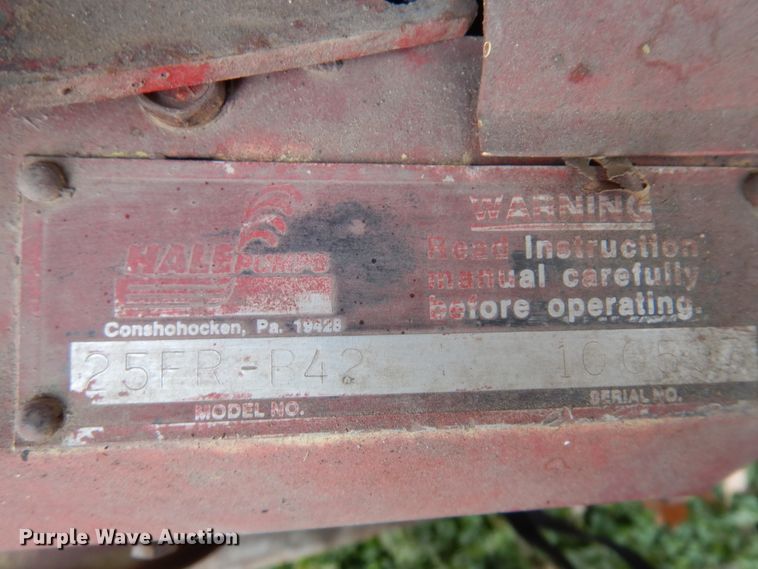 HALE PUMPS
Conshohocken, Pa. 19428
WARNING
Read Instruction
manual carefully
before operating.
25FR-B42
MODEL NO.
SERIAL NO.
Purple Wave Auction